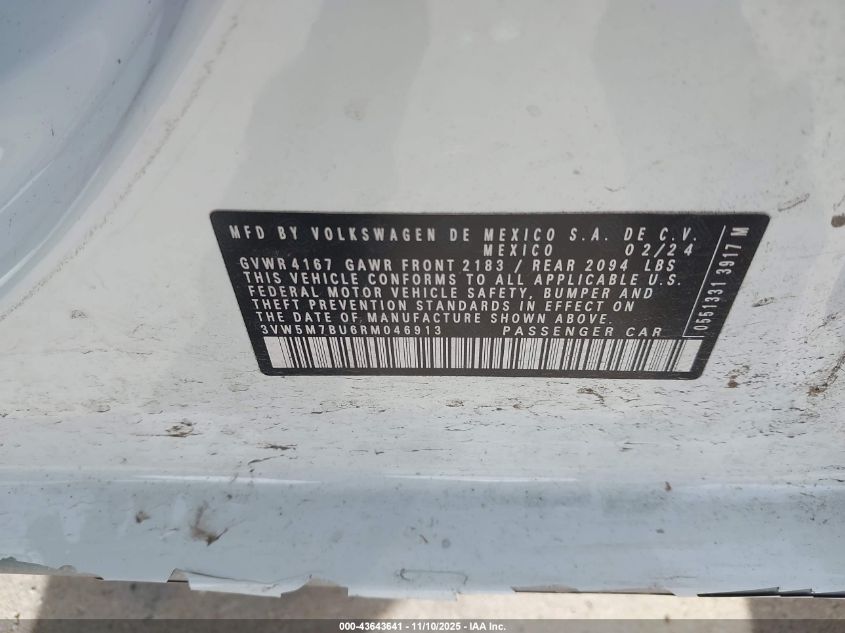 MFD BY VOLKSWAGEN DE MEXICO S.A. DE C.V.
MEXICO 02/24
GVWR 4167 GAWR FRONT 2183 / REAR 2094 LBS
THIS VEHICLE CONFORMS TO ALL APPLICABLE U.S.
FEDERAL MOTOR VEHICLE SAFETY, BUMPER AND
THEFT PREVENTION STANDARDS IN EFFECT ON
THE DATE OF MANUFACTURE SHOWN ABOVE.
3VW5M7BU6RM046913 PASSENGER CAR
0551331 3917 M
000-43643641 - 11/10/2025 - IAA Inc.